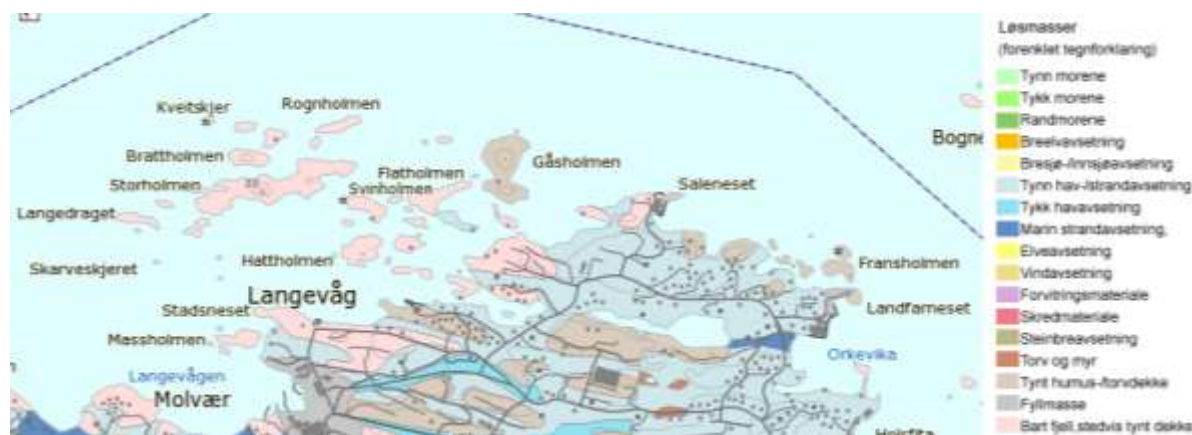 Kveitskjer
Rognholmen
Brattholmen
Storholmen
Flatholmen
Svinholmen
Gåsholmen
Saleneset
Bogne
Langedraget
Skarveskjeret
Hattholmen
Fransholmen
Langevåg
Stadsneset
Landfarneset
Massholmen
Orkevika
Langevågen
Molvær
Løsmasser
(forenklet tegnforklaring)
Tynn morene
Tykk morene
Randmorene
Breelvavsetning
Bresjø-/innsjøavsetning
Tynn hav-/strandavsetning
Tykk havavsetning
Marin strandavsetning,
Elveavsetning
Vindavsetning
Forvitringsmateriale
Skredmateriale
Steinbreavsetning
Torv og myr
Tynt humus-/torvdekke
Fyllmasse
Bart fjell,stedvis tynt dekke